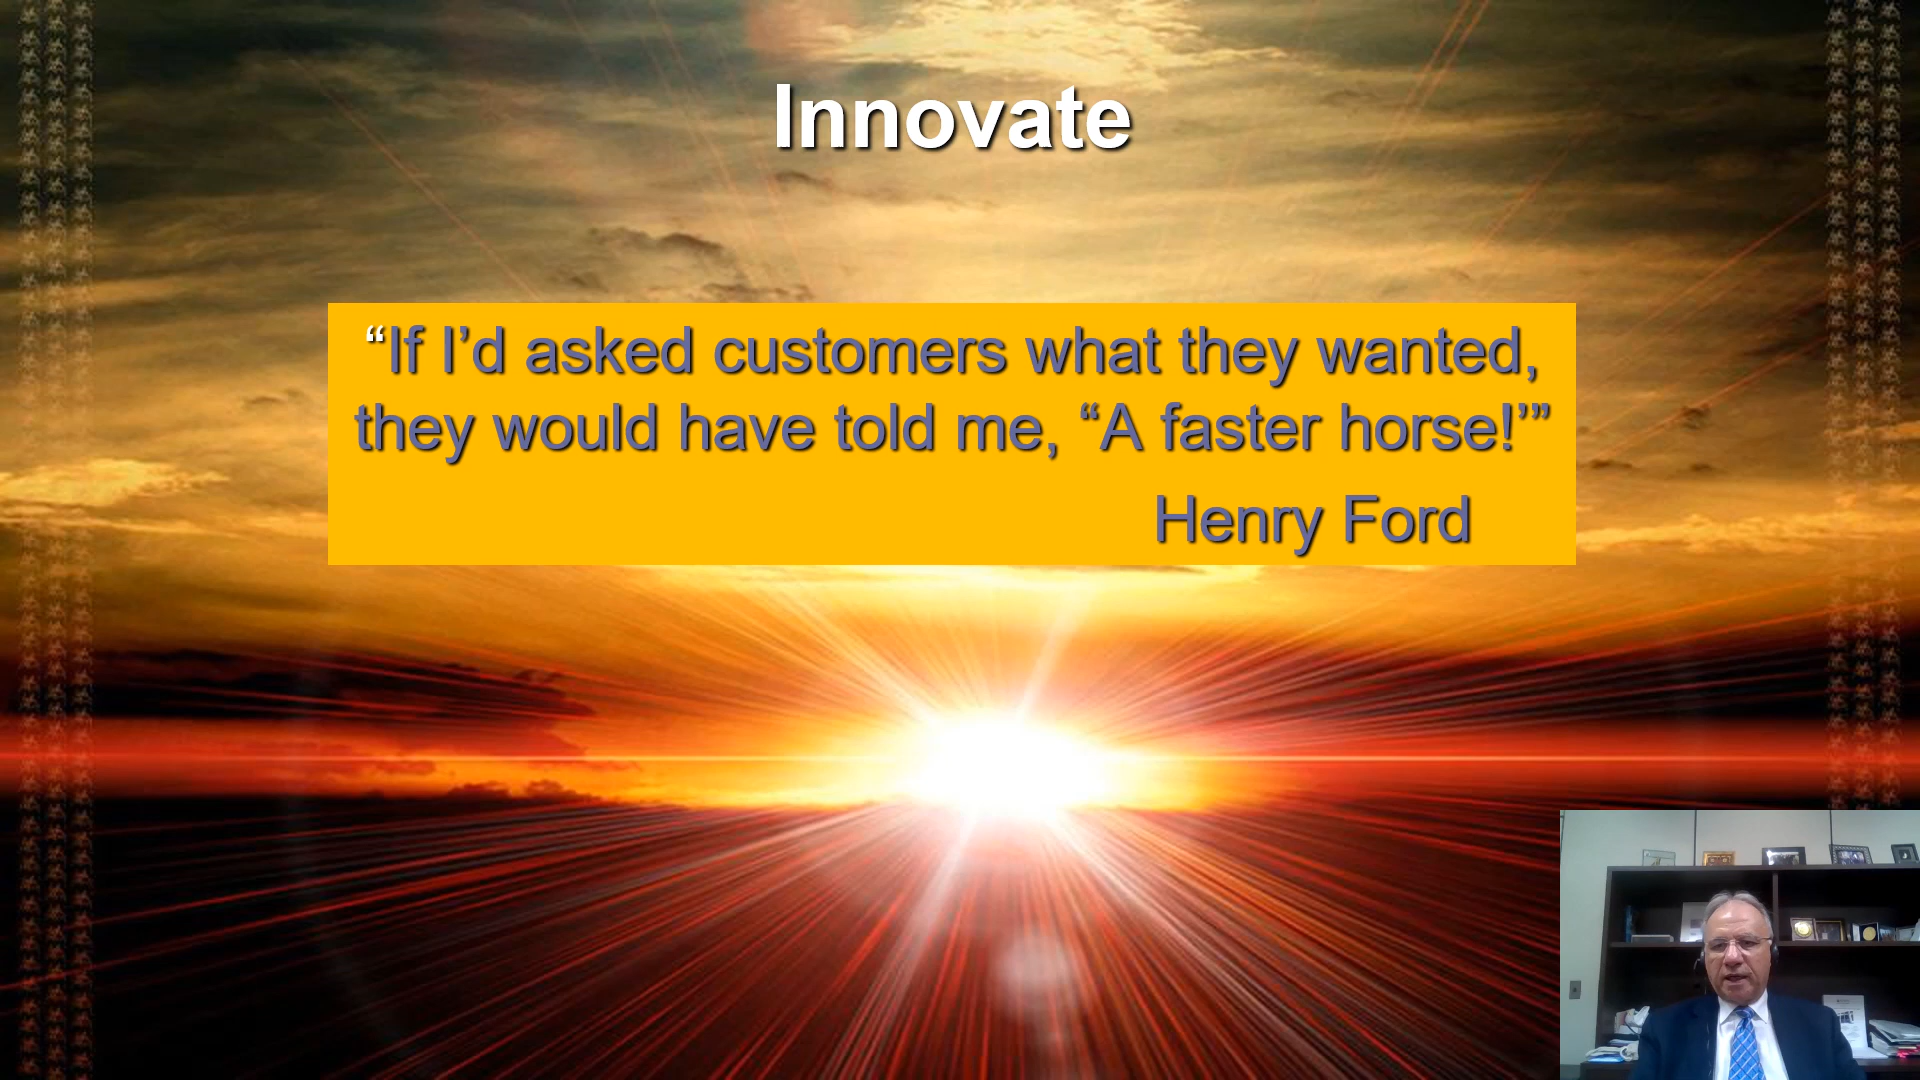 Innovate
“If I’d asked customers what they wanted,
they would have told me, “A faster horse!’”
Henry Ford